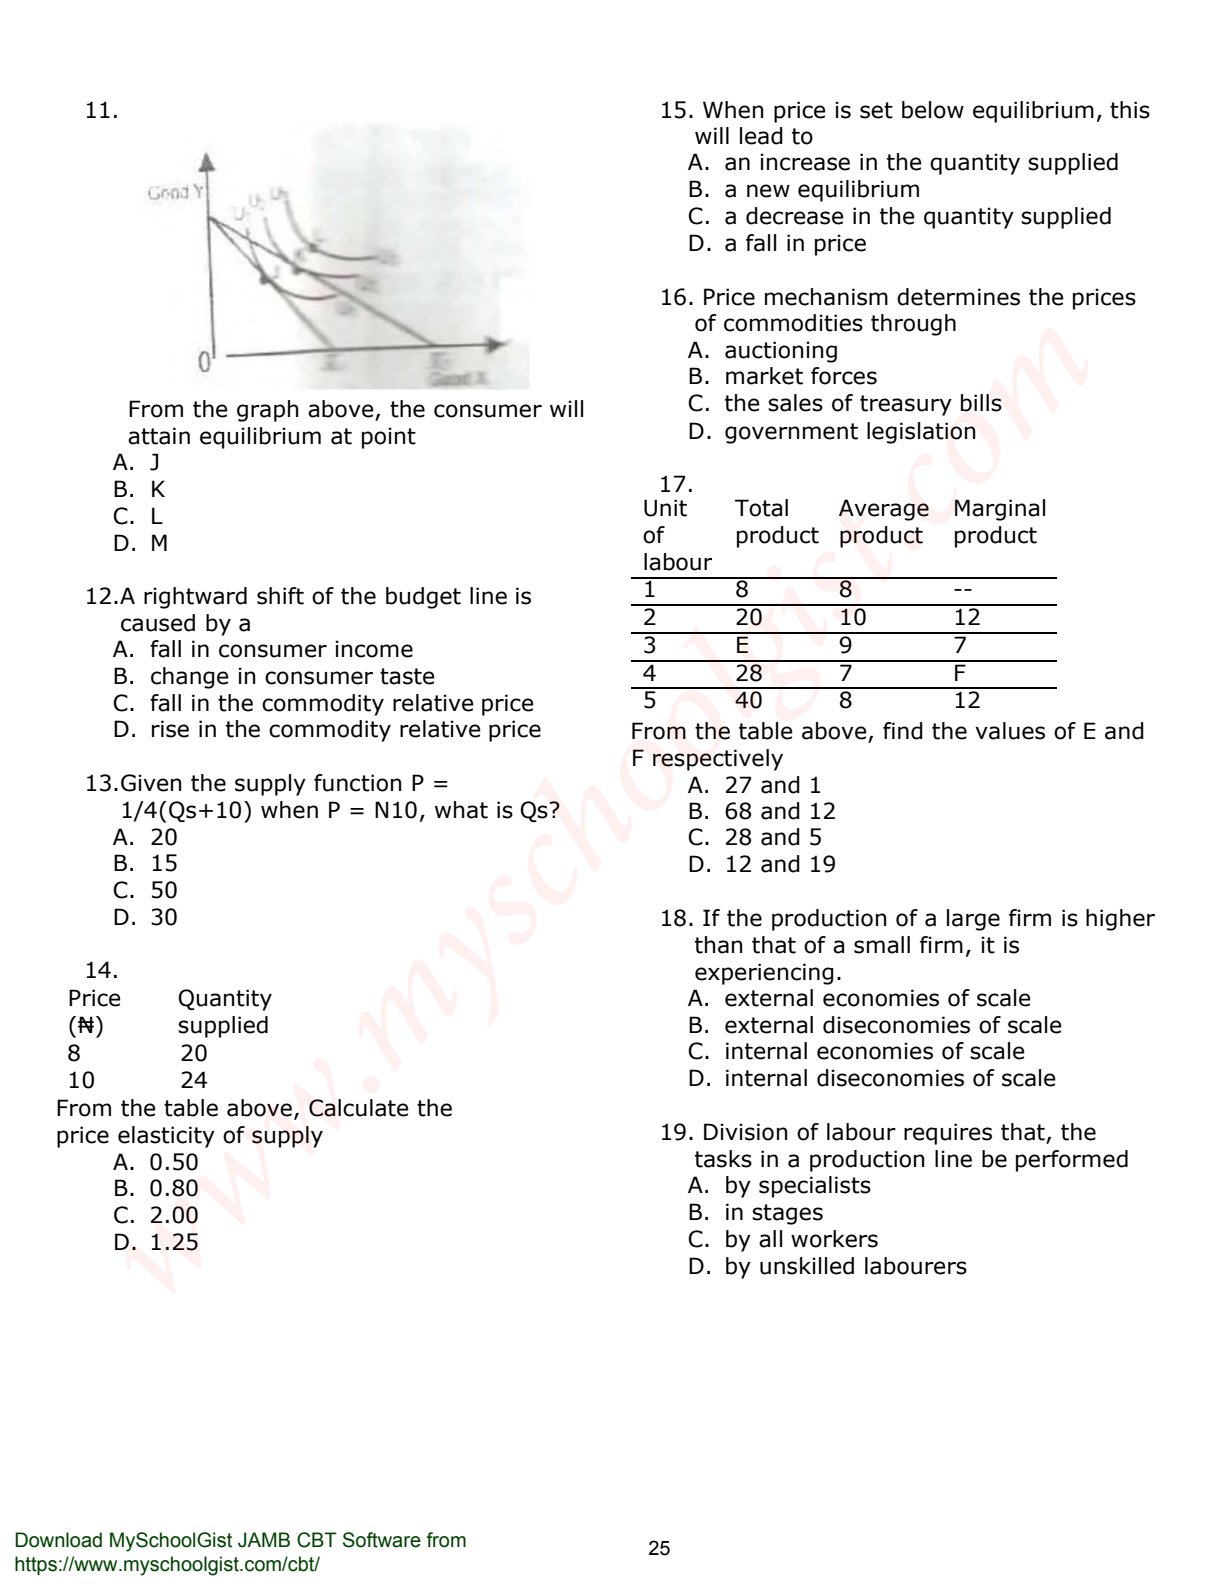 11.
Good Y
U1 U2 U3
J
K
L
0
Good X
From the graph above, the consumer will
attain equilibrium at point
A. J
B. K
C. L
D. M
12.A rightward shift of the budget line is
caused by a
A. fall in consumer income
B. change in consumer taste
C. fall in the commodity relative price
D. rise in the commodity relative price
13.Given the supply function P =
1/4(Qs+10) when P = N10, what is Qs?
A. 20
B. 15
C. 50
D. 30
14.
Price Quantity
(₦) supplied
8 20
10 24
From the table above, Calculate the
price elasticity of supply
A. 0.50
B. 0.80
C. 2.00
D. 1.25
15. When price is set below equilibrium, this
will lead to
A. an increase in the quantity supplied
B. a new equilibrium
C. a decrease in the quantity supplied
D. a fall in price
16. Price mechanism determines the prices
of commodities through
A. auctioning
B. market forces
C. the sales of treasury bills
D. government legislation
17.
Unit Total Average Marginal
of product product product
labour
1 8 8 --
2 20 10 12
3 E 9 7
4 28 7 F
5 40 8 12
From the table above, find the values of E and
F respectively
A. 27 and 1
B. 68 and 12
C. 28 and 5
D. 12 and 19
18. If the production of a large firm is higher
than that of a small firm, it is
experiencing.
A. external economies of scale
B. external diseconomies of scale
C. internal economies of scale
D. internal diseconomies of scale
19. Division of labour requires that, the
tasks in a production line be performed
A. by specialists
B. in stages
C. by all workers
D. by unskilled labourers
www.myschoolgist.com
Download MySchoolGist JAMB CBT Software from
https://www.myschoolgist.com/cbt/
25